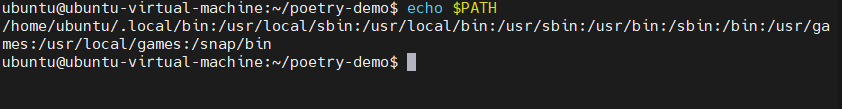 ubuntu@ubuntu-virtual-machine:~/poetry-demo$ echo $PATH
/home/ubuntu/.local/bin:/usr/local/sbin:/usr/local/bin:/usr/sbin:/usr/bin:/sbin:/bin:/usr/ga
mes:/usr/local/games:/snap/bin
ubuntu@ubuntu-virtual-machine:~/poetry-demo$